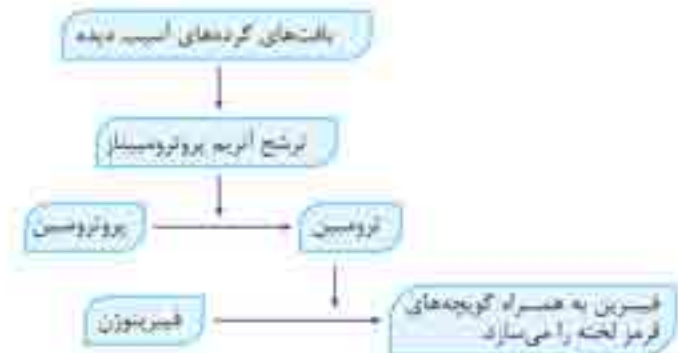 بافت‌های گرده‌های آسیب دیده
ترشح آنزیم پروترومبیناز
پروترومبین
ترومبین
فیبرینوژن
فیبرین به همراه گویچه‌های
قرمز لخته را می‌سازد.